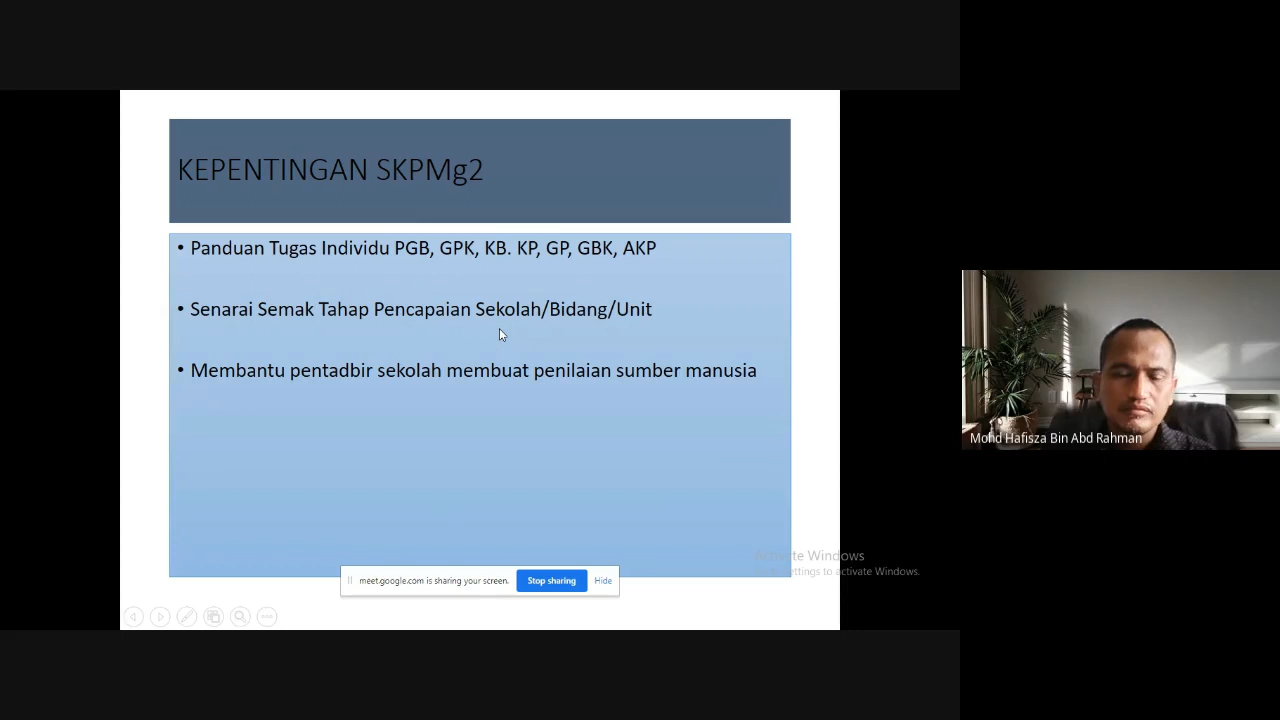 KEPENTINGAN SKPMg2
• Panduan Tugas Individu PGB, GPK, KB. KP, GP, GBK, AKP
• Senarai Semak Tahap Pencapaian Sekolah/Bidang/Unit
• Membantu pentadbir sekolah membuat penilaian sumber manusia
Mohd Hafisza Bin Abd Rahman
Activate Windows
settings to activate Windows.
meet.google.com is sharing your screen.
Stop sharing
Hide